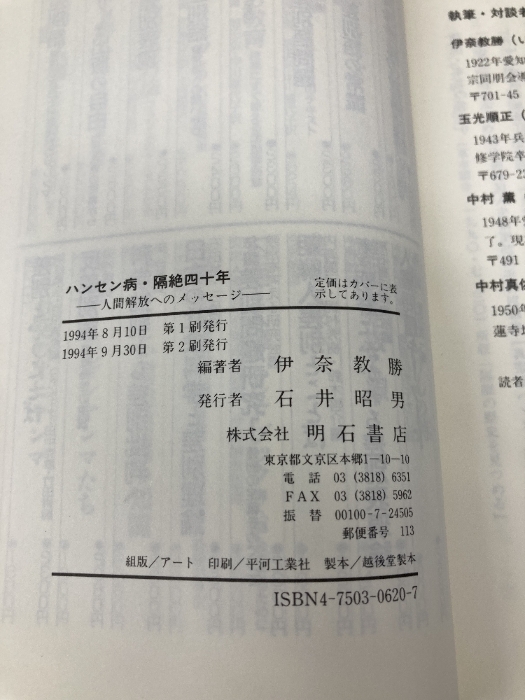 ハンセン病・隔絶四十年
——人間解放へのメッセージ——
定価はカバーに表
示してあります。
1994年8月10日 第1刷発行
1994年9月30日 第2刷発行
編著者 伊奈教勝
発行者 石井昭男
株式会社 明石書店
東京都文京区本郷1-10-10
電話 03 (3818) 6351
FAX 03 (3818) 5962
振替 00100-7-24505
郵便番号 113
組版/アート 印刷/平河工業社 製本/越後堂製本
ISBN4-7503-0620-7
執筆・対談者
伊奈教勝(い
1922年愛知
宗同朋会
〒701-45
玉光順正(
1943年兵
修学院卒
〒679-2
中村 薫
1948年
了。現
〒491
中村真佐
1950年
蓮寺
読者